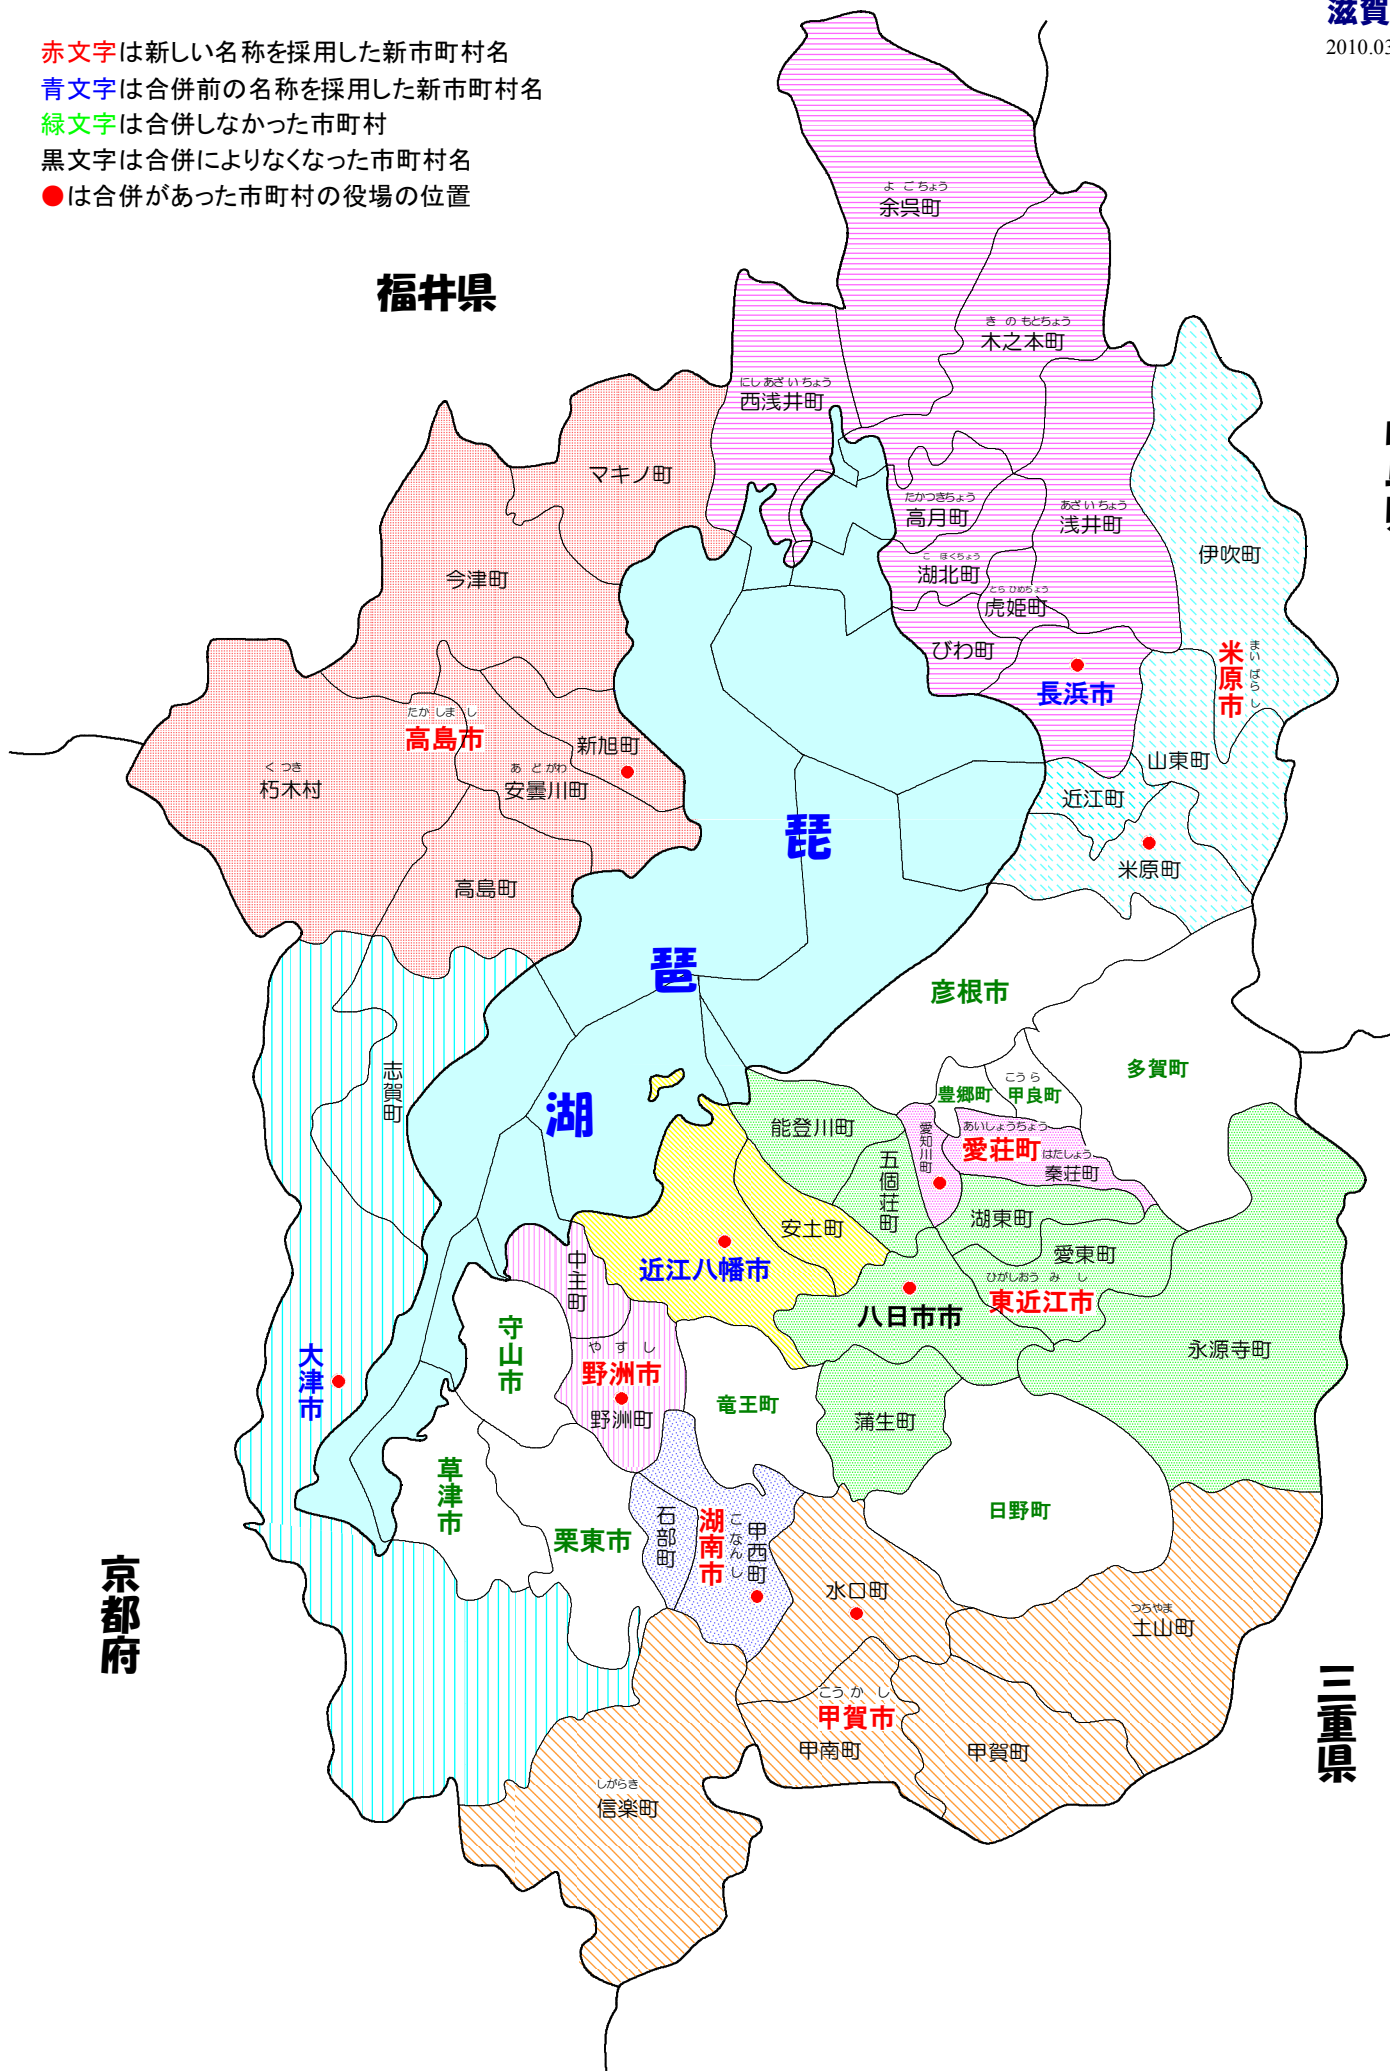 滋賀
2010.03
赤文字は新しい名称を採用した新市町村名
青文字は合併前の名称を採用した新市町村名
緑文字は合併しなかった市町村
黒文字は合併によりなくなった市町村名
●は合併があった市町村の役場の位置
よごちょう
余呉町
福井県
きのもとちょう
木之本町
にしあざいちょう
西浅井町
マキノ町
たかつきちょう
高月町
あざいちょう
浅井町
伊吹町
今津町
こほくちょう
湖北町
とらひめちょう
虎姫町
びわ町
長浜市
米原市
まいばらし
たかしまし
高島市
新旭町
山東町
くつき
朽木村
あどがわ
安曇川町
近江町
琵
米原町
高島町
琶
彦根市
志賀町
湖
多賀町
豊郷町
こうら
甲良町
能登川町
愛知川町
あいしょうちょう
愛荘町
はたしょう
秦荘町
五個荘町
安土町
湖東町
愛東町
中主町
近江八幡市
ひがしおうみし
東近江市
八日市市
永源寺町
守山市
大津市
やすし
野洲市
野洲町
竜王町
蒲生町
草津市
栗東市
石部町
湖南市
こなんし
甲西町
日野町
京都府
水口町
つちやま
土山町
三重県
こうかし
甲賀市
甲南町
甲賀町
しがらき
信楽町